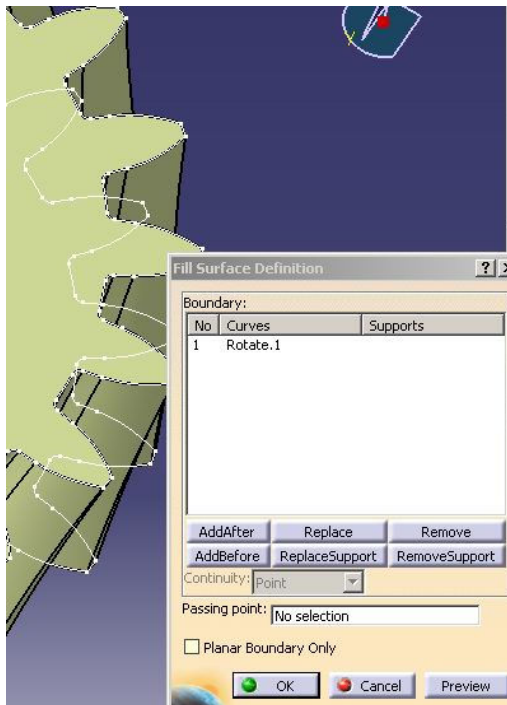 Fill Surface Definition
Boundary:
No Curves Supports
1 Rotate.1
AddAfter Replace Remove
AddBefore ReplaceSupport RemoveSupport
Continuity: Point
Passing point: No selection
Planar Boundary Only
OK Cancel Preview